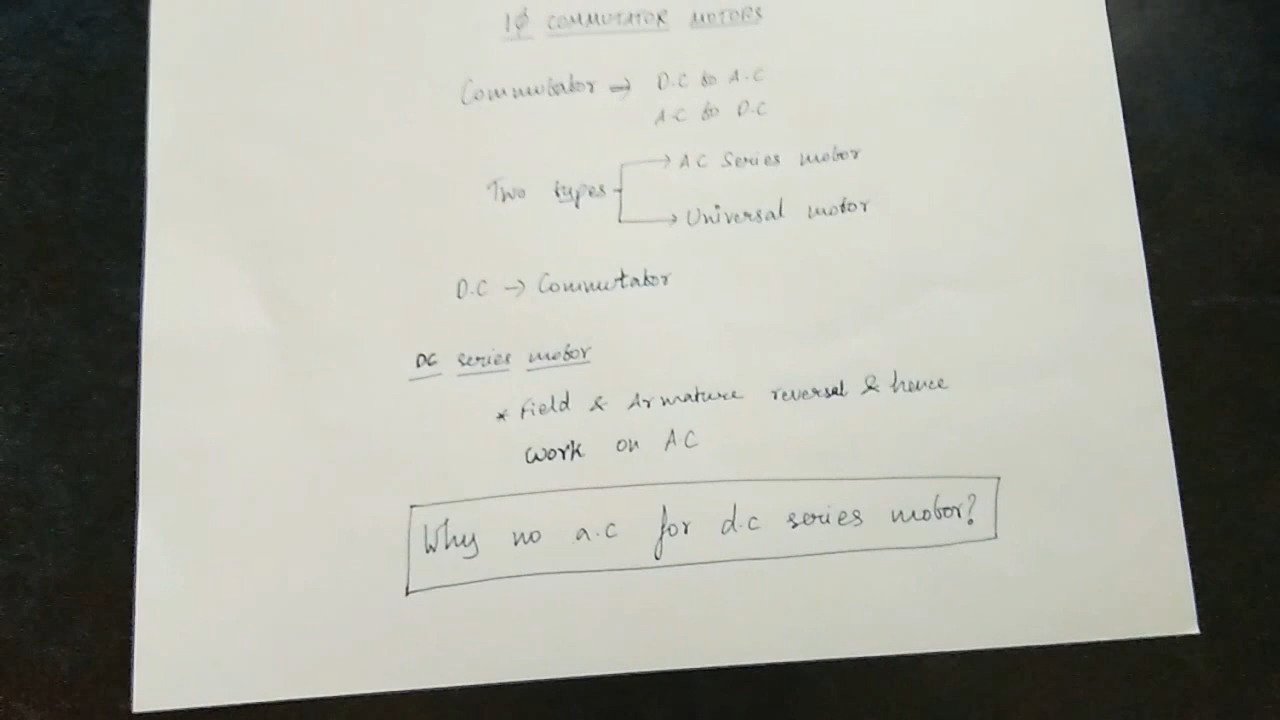 1φ COMMUTATOR MOTORS
Commutator → D.C to A.C
A.C to D.C
Two types → AC Series motor
→ Universal motor
D.C → Commutator
DC series motor
* Field & Armature reversal & hence
work on AC
Why no a.c for d.c series motor?